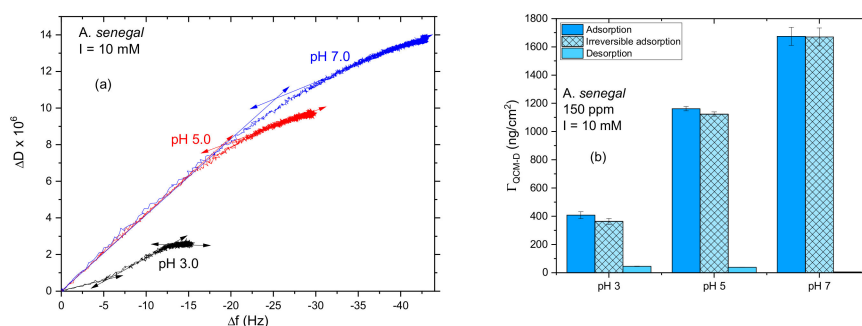 A. senegal
I = 10 mM
(a)
pH 7.0
pH 5.0
pH 3.0
ΔD x 10⁶
14
12
10
8
6
4
2
0
0
-5
-10
-15
-20
-25
-30
-35
-40
Δf (Hz)
Adsorption
Irreversible adsorption
Desorption
A. senegal
150 ppm
I = 10 mM
(b)
Γ_QCM-D (ng/cm²)
1800
1600
1400
1200
1000
800
600
400
200
0
pH 3
pH 5
pH 7